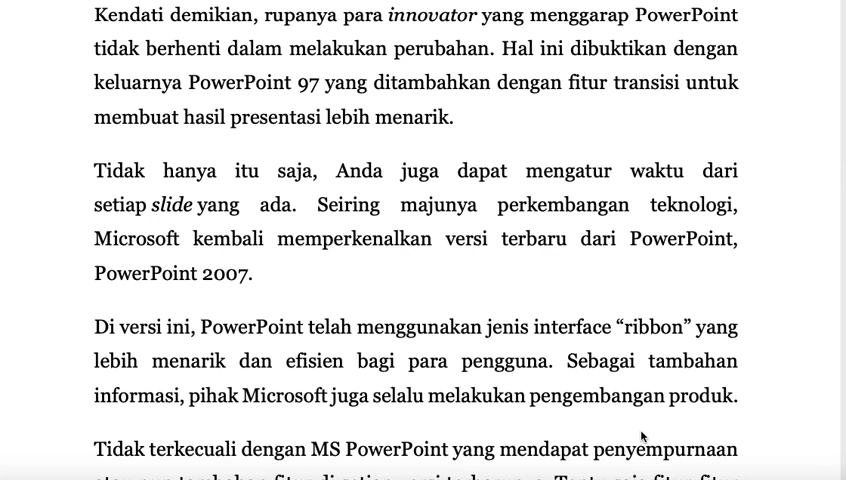 Kendati demikian, rupanya para innovator yang menggarap PowerPoint
tidak berhenti dalam melakukan perubahan. Hal ini dibuktikan dengan
keluarnya PowerPoint 97 yang ditambahkan dengan fitur transisi untuk
membuat hasil presentasi lebih menarik.
Tidak hanya itu saja, Anda juga dapat mengatur waktu dari
setiap slide yang ada. Seiring majunya perkembangan teknologi,
Microsoft kembali memperkenalkan versi terbaru dari PowerPoint,
PowerPoint 2007.
Di versi ini, PowerPoint telah menggunakan jenis interface “ribbon” yang
lebih menarik dan efisien bagi para pengguna. Sebagai tambahan
informasi, pihak Microsoft juga selalu melakukan pengembangan produk.
Tidak terkecuali dengan MS PowerPoint yang mendapat penyempurnaan